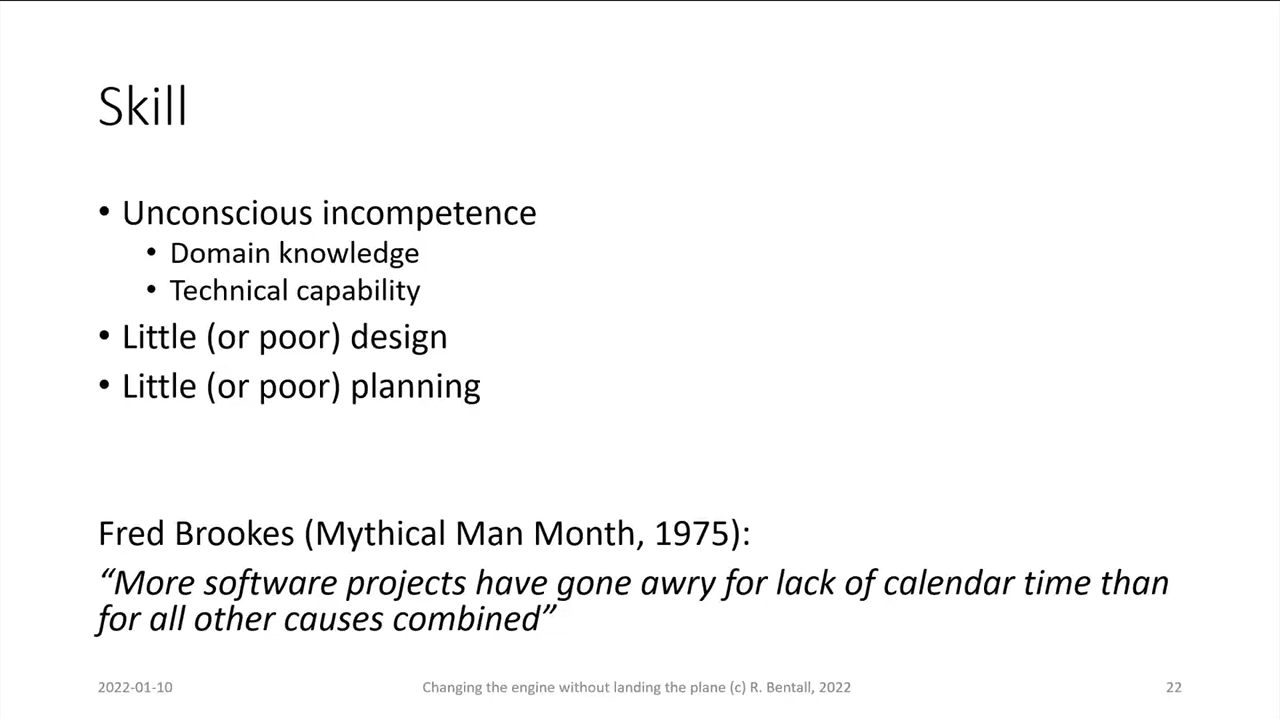 Skill
• Unconscious incompetence
• Domain knowledge
• Technical capability
• Little (or poor) design
• Little (or poor) planning
Fred Brookes (Mythical Man Month, 1975):
“More software projects have gone awry for lack of calendar time than
for all other causes combined”
2022-01-10
Changing the engine without landing the plane (c) R. Bentall, 2022
22